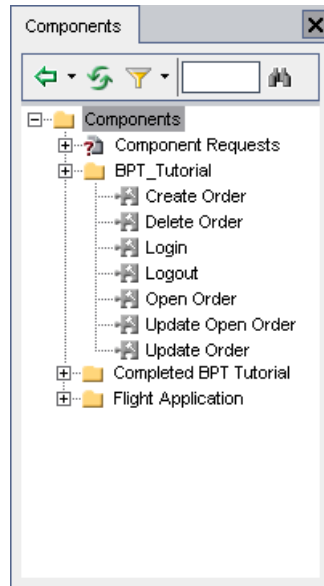 Components
Components
Component Requests
BPT_Tutorial
Create Order
Delete Order
Login
Logout
Open Order
Update Open Order
Update Order
Completed BPT Tutorial
Flight Application